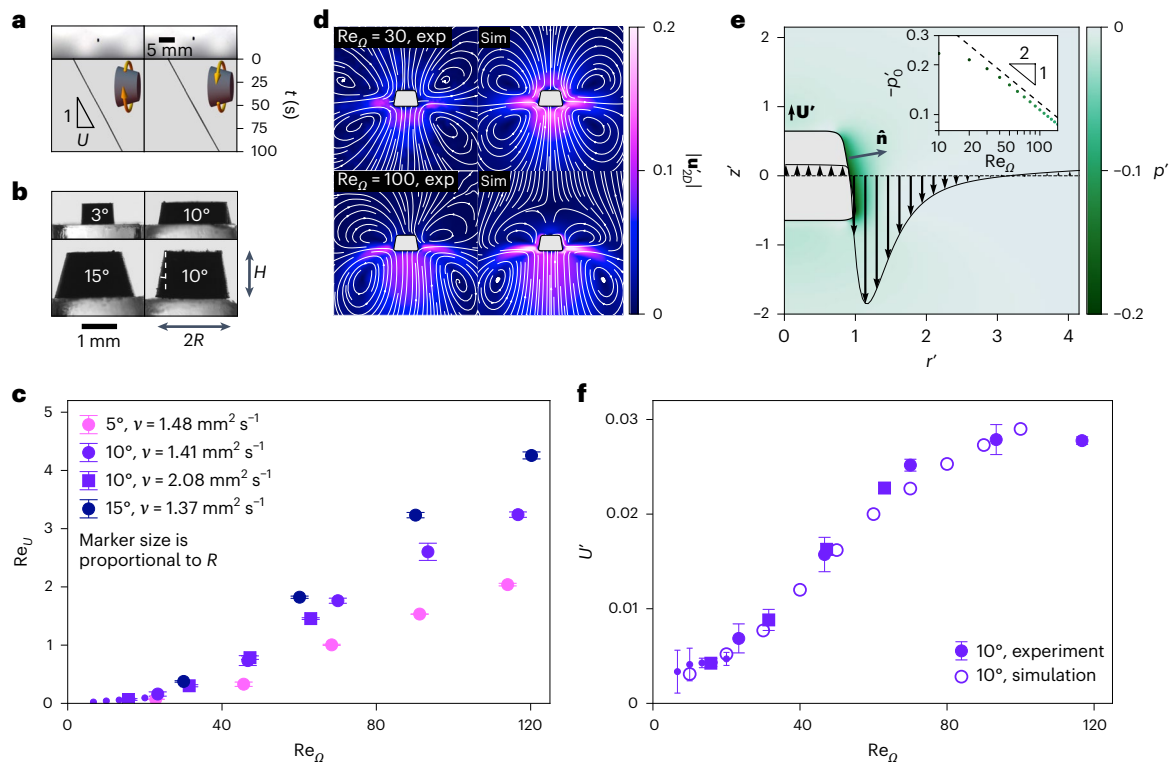 a
5 mm
1
U
0
25
50
75
100
t (s)
b
3°
10°
15°
10°
H
1 mm
2R
c
5
4
3
2
1
0
Re_U
5°, ν = 1.48 mm² s⁻¹
10°, ν = 1.41 mm² s⁻¹
10°, ν = 2.08 mm² s⁻¹
15°, ν = 1.37 mm² s⁻¹
Marker size is
proportional to R
0 40 80 120
Re_Ω
d
Re_Ω = 30, exp
Sim
Re_Ω = 100, exp
Sim
0.2
0.1
0
|u′_2D|
e
2
1
0
-1
-2
z′
U′
n̂
0 1 2 3 4
r′
0.3
0.2
0.1
-p′_0
2
1
10 20 50 100
Re_Ω
0
-0.1
-0.2
p′
f
0.03
0.02
0.01
0
U′
10°, experiment
10°, simulation
0 40 80 120
Re_Ω